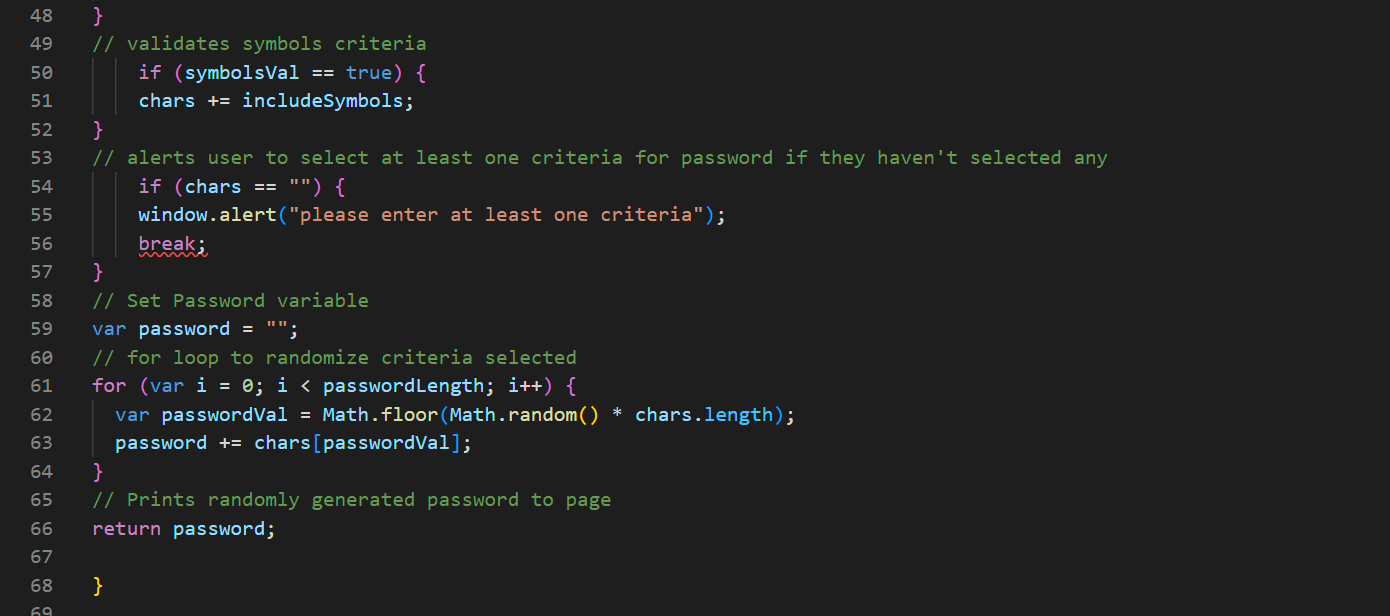 48 }
49 // validates symbols criteria
50 if (symbolsVal == true) {
51 chars += includeSymbols;
52 }
53 // alerts user to select at least one criteria for password if they haven't selected any
54 if (chars == "") {
55 window.alert("please enter at least one criteria");
56 break;
57 }
58 // Set Password variable
59 var password = "";
60 // for loop to randomize criteria selected
61 for (var i = 0; i < passwordLength; i++) {
62 var passwordVal = Math.floor(Math.random() * chars.length);
63 password += chars[passwordVal];
64 }
65 // Prints randomly generated password to page
66 return password;
67
68 }
69